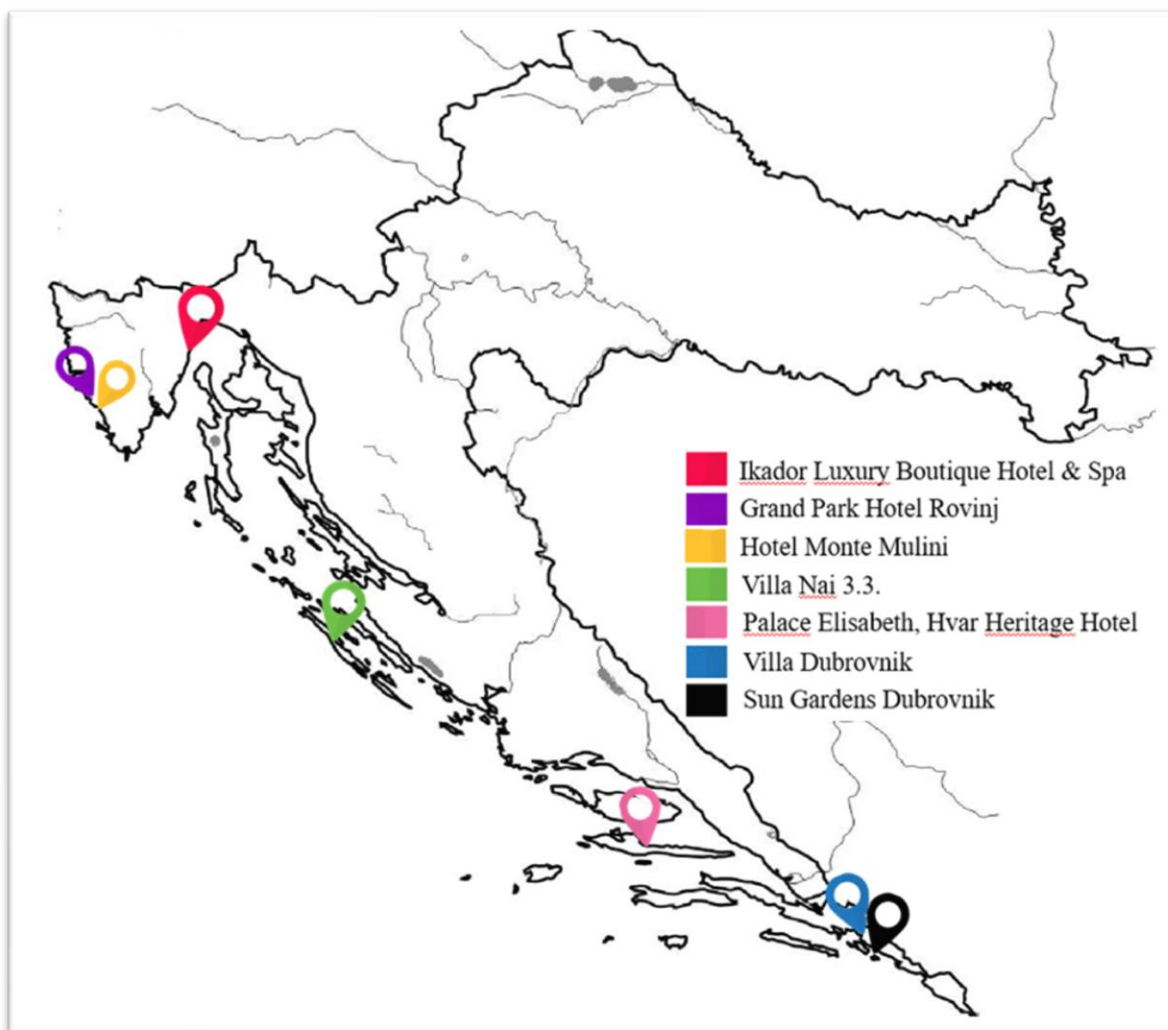 Ikador Luxury Boutique Hotel & Spa
Grand Park Hotel Rovinj
Hotel Monte Mulini
Villa Nai 3.3.
Palace Elisabeth, Hvar Heritage Hotel
Villa Dubrovnik
Sun Gardens Dubrovnik